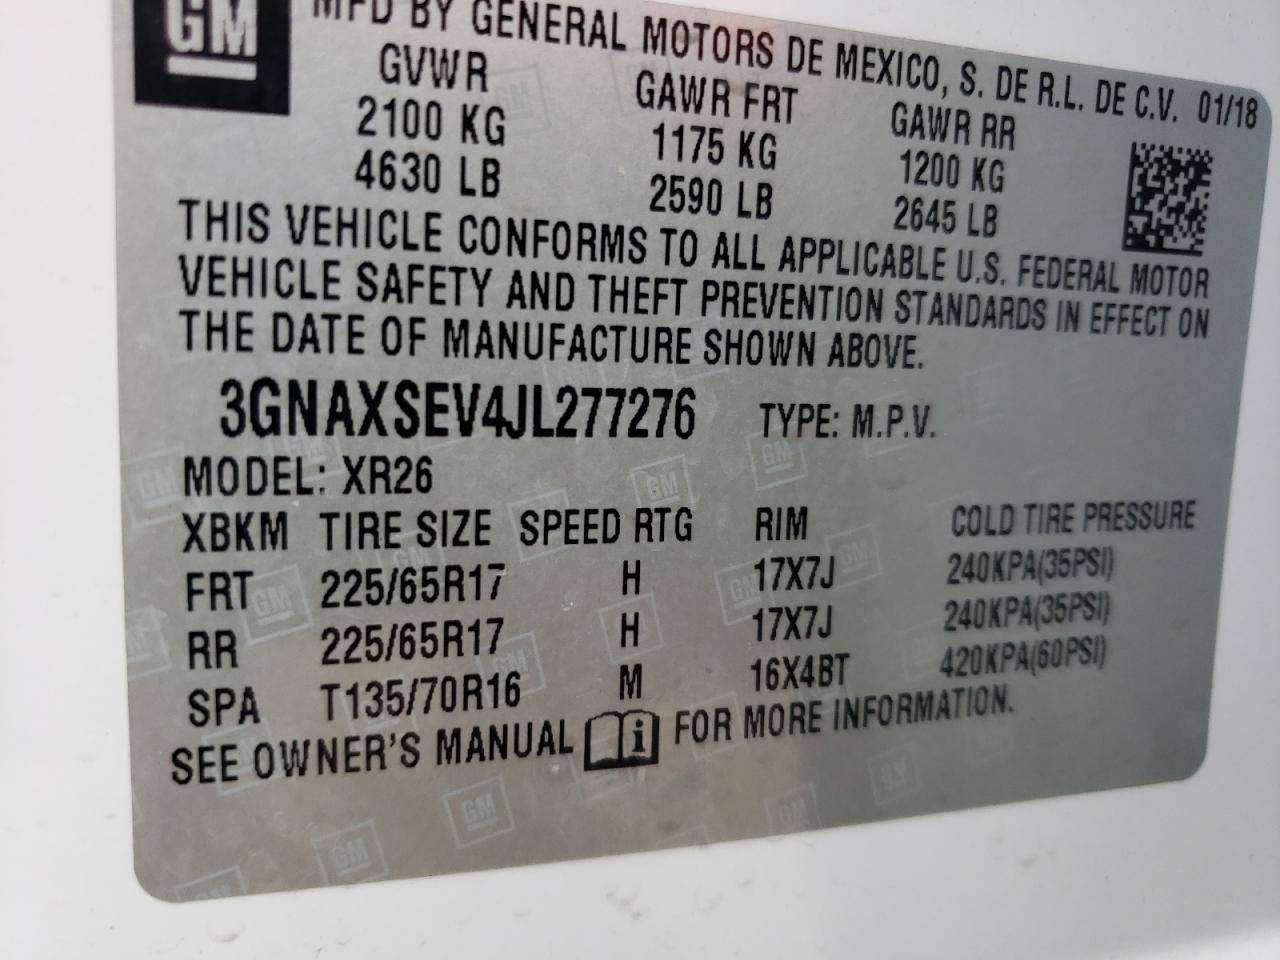 GM
MFD BY GENERAL MOTORS DE MEXICO, S. DE R.L. DE C.V. 01/18
GVWR GAWR FRT GAWR RR
2100 KG 1175 KG 1200 KG
4630 LB 2590 LB 2645 LB
THIS VEHICLE CONFORMS TO ALL APPLICABLE U.S. FEDERAL MOTOR
VEHICLE SAFETY AND THEFT PREVENTION STANDARDS IN EFFECT ON
THE DATE OF MANUFACTURE SHOWN ABOVE.
3GNAXSEV4JL277276 TYPE: M.P.V.
MODEL: XR26
XBKM TIRE SIZE SPEED RTG RIM COLD TIRE PRESSURE
FRT 225/65R17 H 17X7J 240KPA(35PSI)
RR 225/65R17 H 17X7J 240KPA(35PSI)
SPA T135/70R16 M 16X4BT 420KPA(60PSI)
SEE OWNER'S MANUAL i FOR MORE INFORMATION.